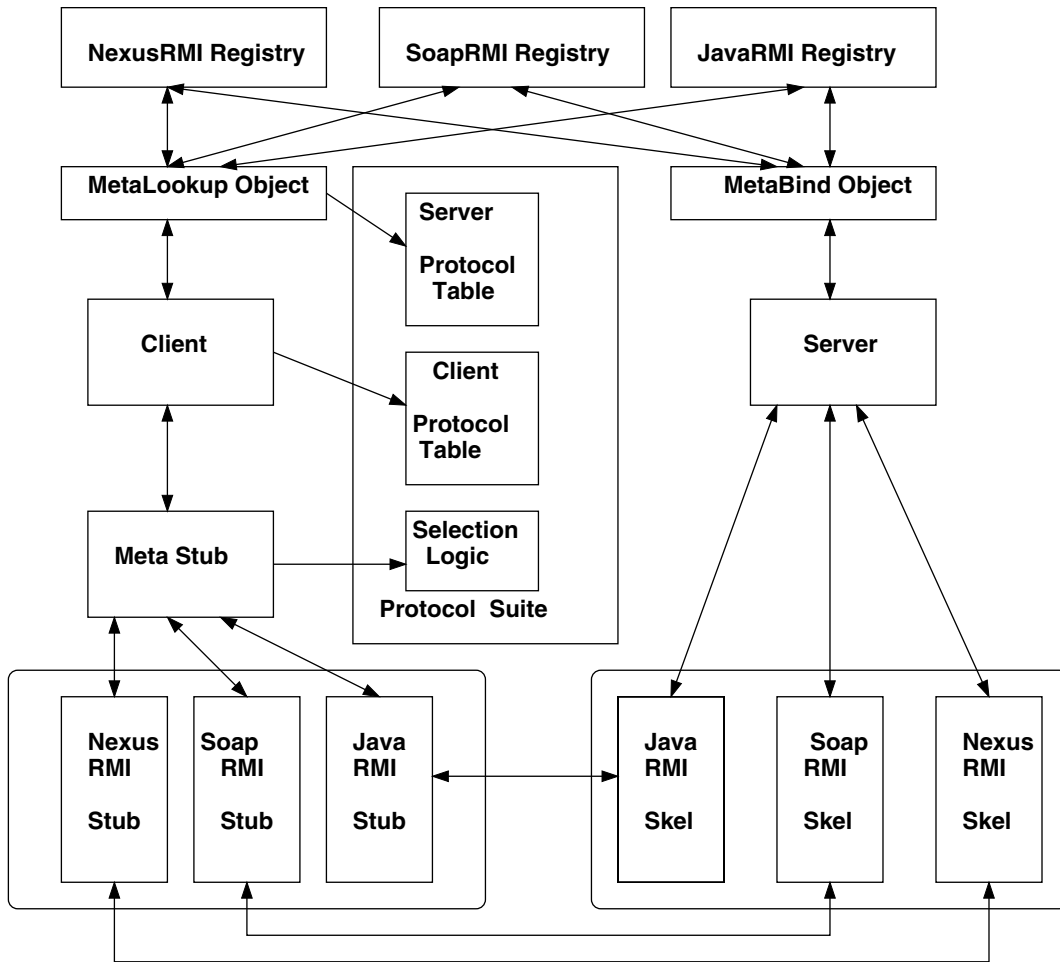 NexusRMI Registry
SoapRMI Registry
JavaRMI Registry
MetaLookup Object
MetaBind Object
Server
Protocol
Table
Client
Client
Protocol
Table
Server
Meta Stub
Selection
Logic
Protocol Suite
Nexus
RMI
Stub
Soap
RMI
Stub
Java
RMI
Stub
Java
RMI
Skel
Soap
RMI
Skel
Nexus
RMI
Skel